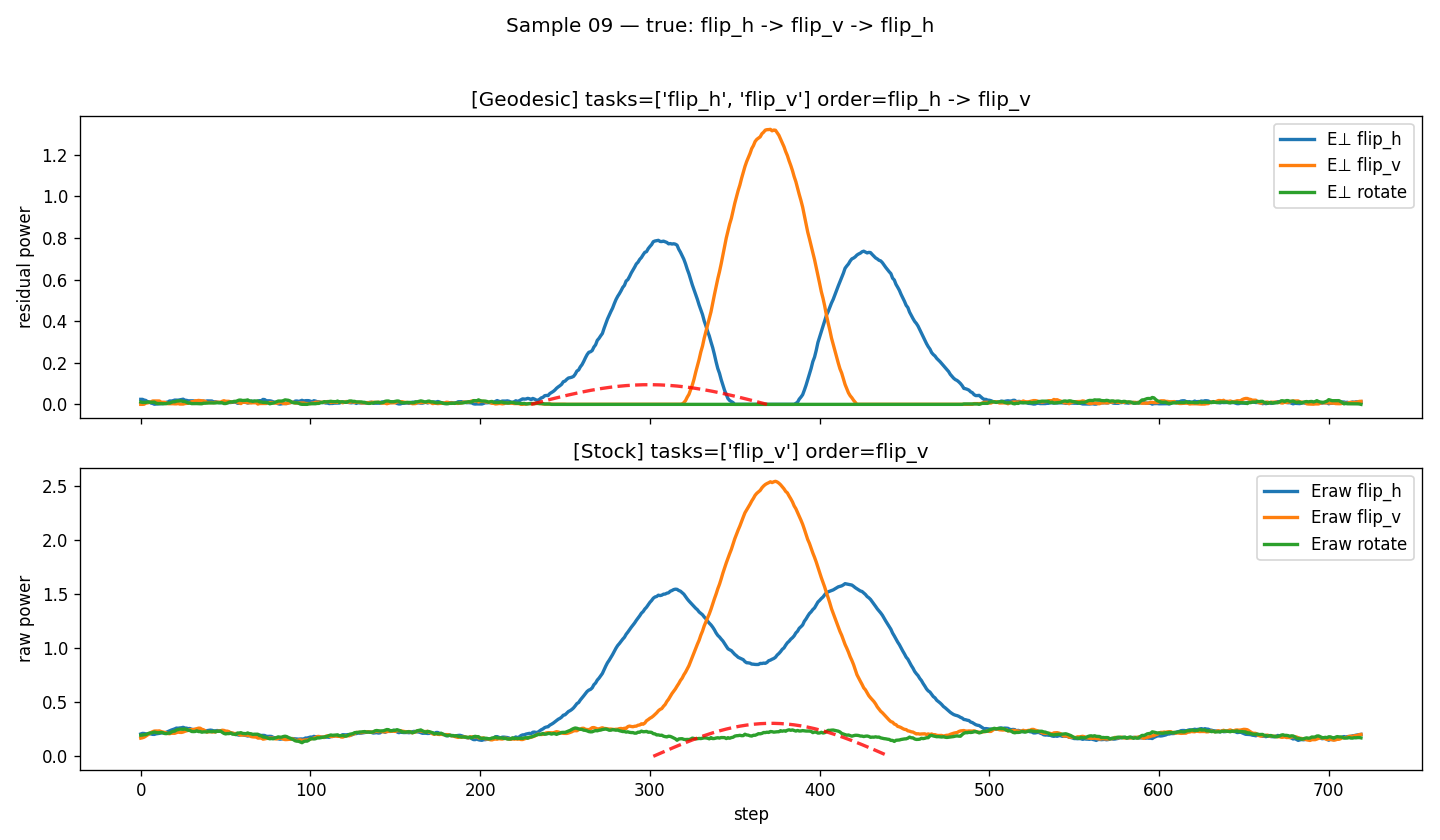 Sample 09 — true: flip_h -> flip_v -> flip_h
[Geodesic] tasks=['flip_h', 'flip_v'] order=flip_h -> flip_v
residual power
1.2
1.0
0.8
0.6
0.4
0.2
0.0
E⊥ flip_h
E⊥ flip_v
E⊥ rotate
[Stock] tasks=['flip_v'] order=flip_v
raw power
2.5
2.0
1.5
1.0
0.5
0.0
Eraw flip_h
Eraw flip_v
Eraw rotate
0 100 200 300 400 500 600 700
step